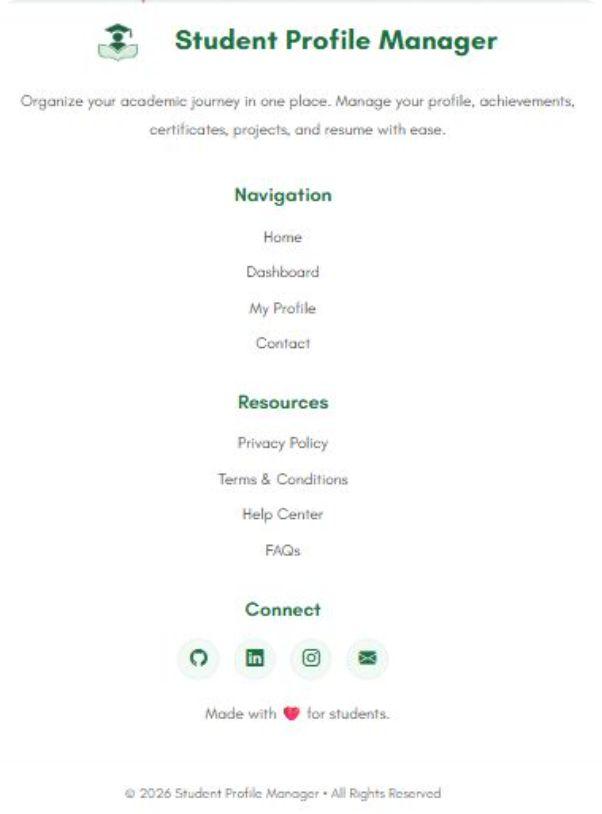 Student Profile Manager
Organize your academic journey in one place. Manage your profile, achievements,
certificates, projects, and resume with ease.
Navigation
Home
Dashboard
My Profile
Contact
Resources
Privacy Policy
Terms & Conditions
Help Center
FAQs
Connect
in
Made with ❤️ for students.
© 2026 Student Profile Manager • All Rights Reserved